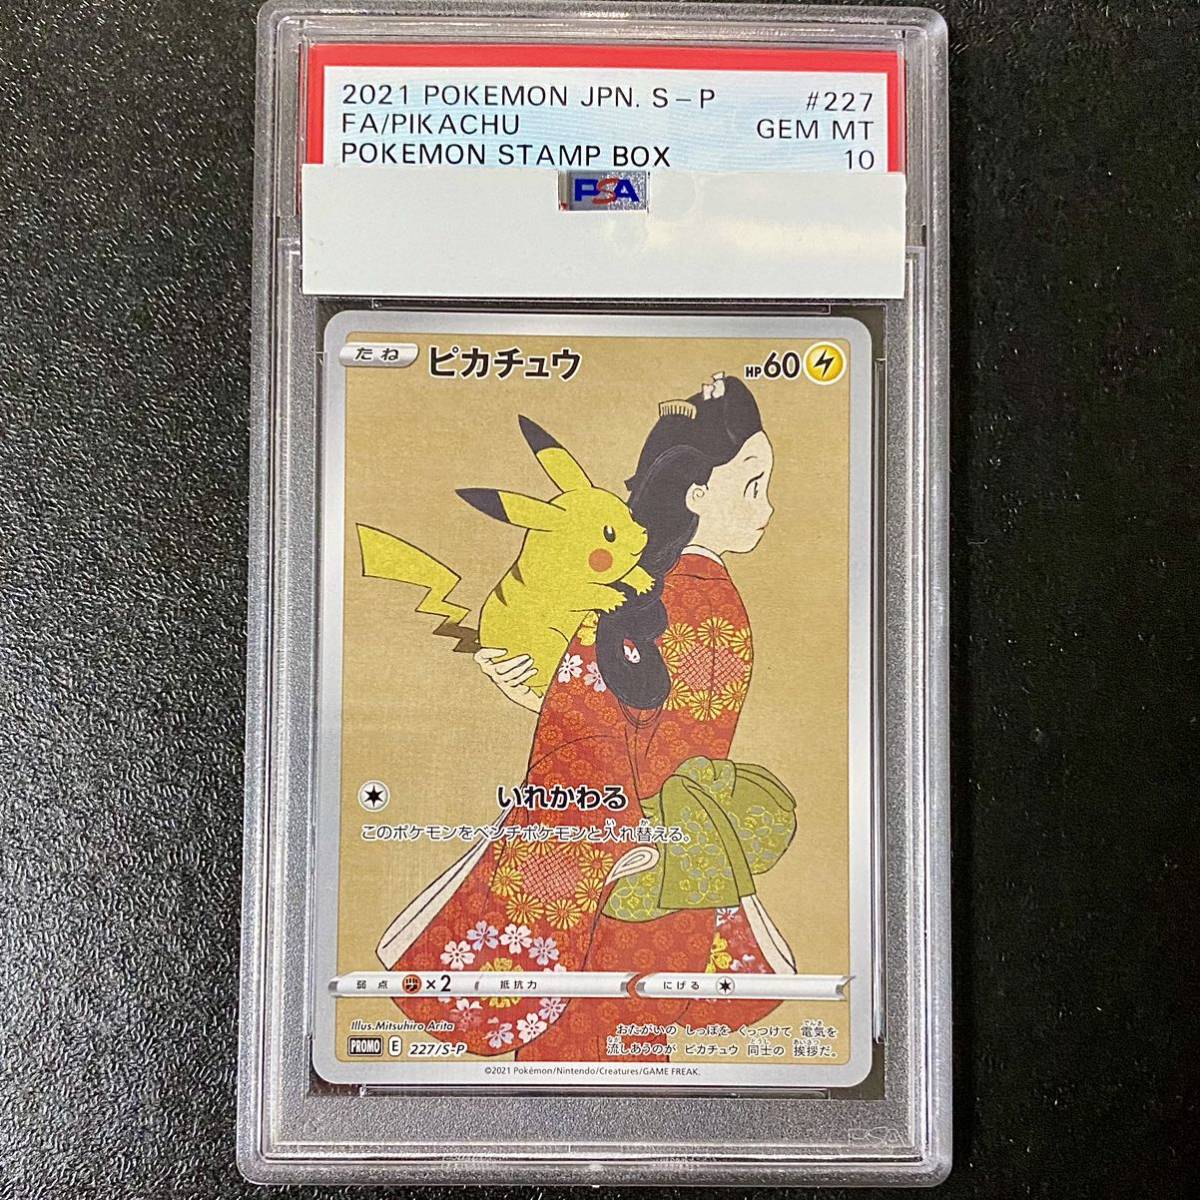 2021 POKEMON JPN. S-P #227
FA/PIKACHU GEM MT
POKEMON STAMP BOX 10
PSA
たね ピカチュウ HP60
いれかわる
このポケモンをベンチポケモンと入れ替える。
弱点 ×2 抵抗力 にげる
Illus.Mitsuhiro Arita
おたがいの しっぽを くっつけて 電気を
流しあうのが ピカチュウ 同士の 挨拶だ。
PROMO E 227/S-P
©2021 Pokémon/Nintendo/Creatures/GAME FREAK.
PSA